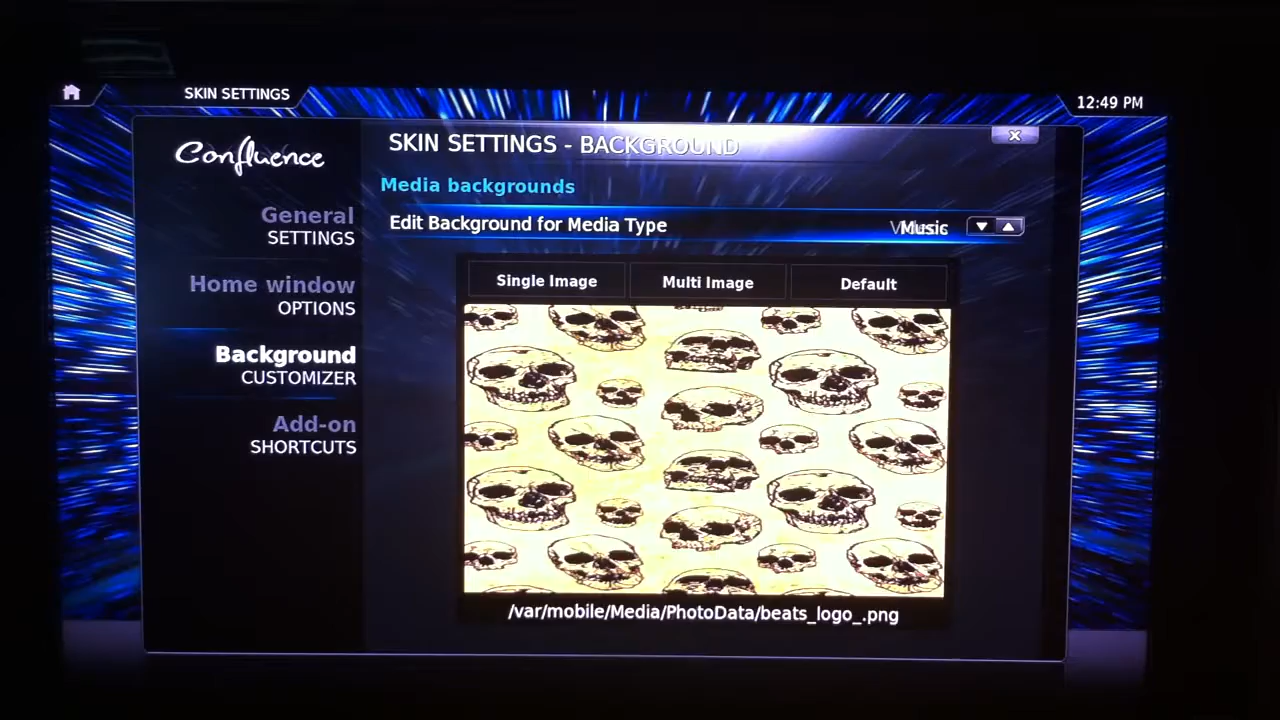 SKIN SETTINGS
12:49 PM
Confluence
SKIN SETTINGS - BACKGROUND
Media backgrounds
General
SETTINGS
Edit Background for Media Type
Music
Home window
OPTIONS
Single Image
Multi Image
Default
Background
CUSTOMIZER
Add-on
SHORTCUTS
/var/mobile/Media/PhotoData/beats_logo_.png